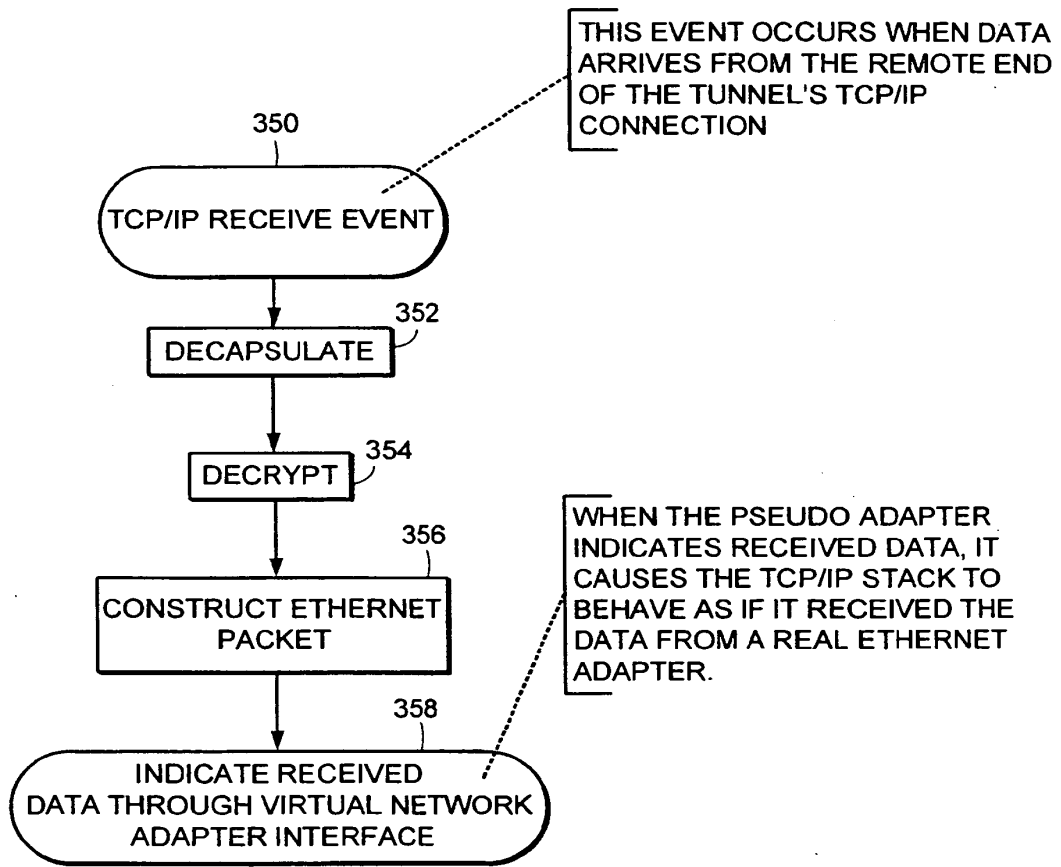 THIS EVENT OCCURS WHEN DATA
ARRIVES FROM THE REMOTE END
OF THE TUNNEL'S TCP/IP
CONNECTION
350
TCP/IP RECEIVE EVENT
352
DECAPSULATE
354
DECRYPT
356
CONSTRUCT ETHERNET
PACKET
WHEN THE PSEUDO ADAPTER
INDICATES RECEIVED DATA, IT
CAUSES THE TCP/IP STACK TO
BEHAVE AS IF IT RECEIVED THE
DATA FROM A REAL ETHERNET
ADAPTER.
358
INDICATE RECEIVED
DATA THROUGH VIRTUAL NETWORK
ADAPTER INTERFACE